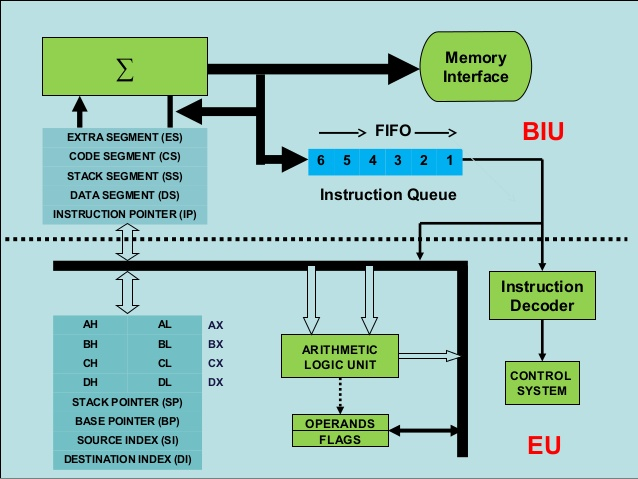 ∑
Memory
Interface
EXTRA SEGMENT (ES)
CODE SEGMENT (CS)
STACK SEGMENT (SS)
DATA SEGMENT (DS)
INSTRUCTION POINTER (IP)
FIFO
6 5 4 3 2 1
Instruction Queue
BIU
Instruction
Decoder
CONTROL
SYSTEM
AH AL AX
BH BL BX
CH CL CX
DH DL DX
STACK POINTER (SP)
BASE POINTER (BP)
SOURCE INDEX (SI)
DESTINATION INDEX (DI)
ARITHMETIC
LOGIC UNIT
OPERANDS
FLAGS
EU